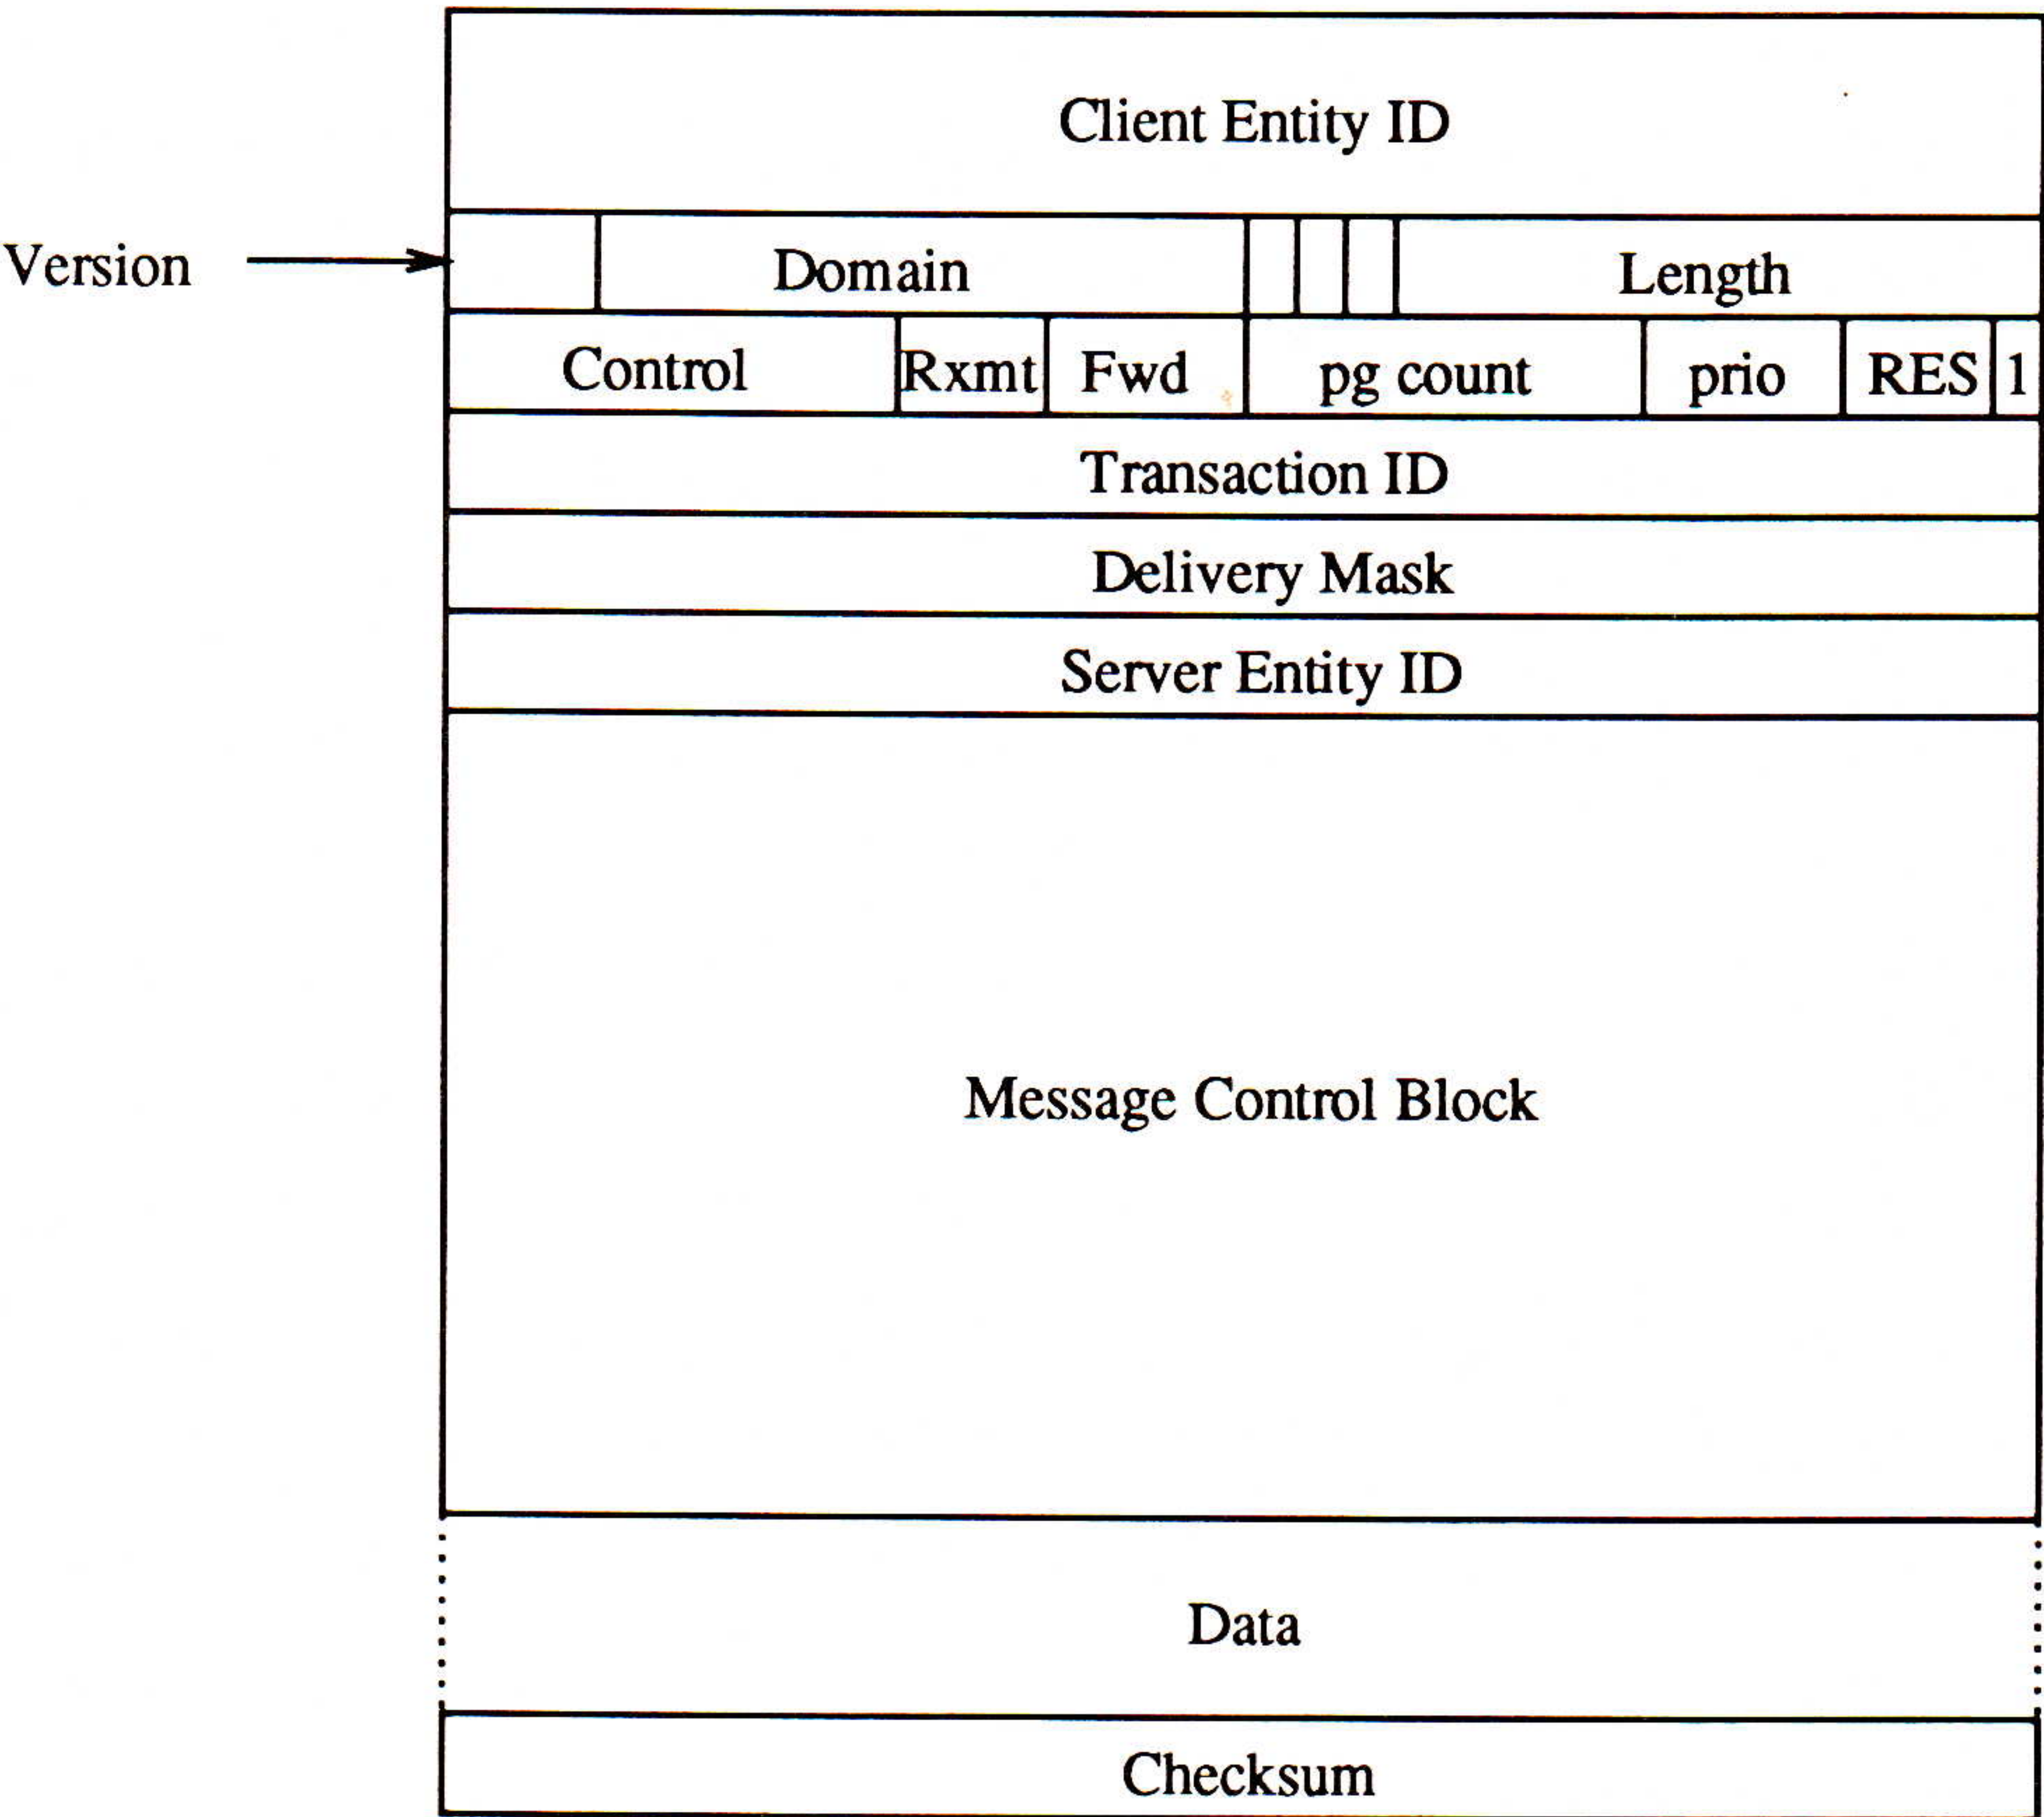 Client Entity ID
Version Domain Length
Control Rxmt Fwd pg count prio RES 1
Transaction ID
Delivery Mask
Server Entity ID
Message Control Block
Data
Checksum